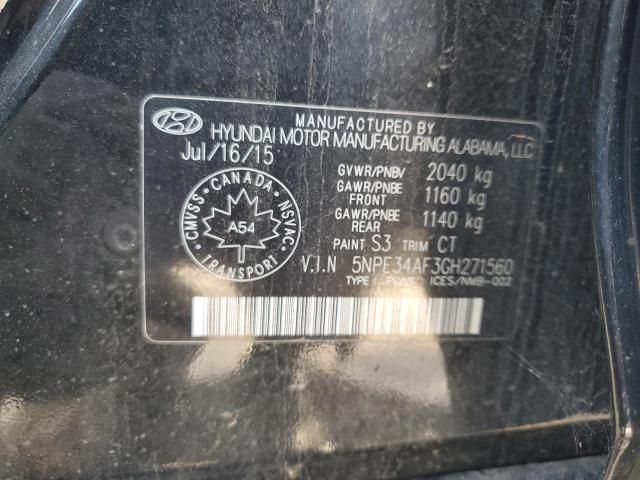 MANUFACTURED BY
HYUNDAI MOTOR MANUFACTURING ALABAMA, LLC
Jul/16/15
GVWR/PNBV 2040 kg
GAWR/PNBE FRONT 1160 kg
GAWR/PNBE REAR 1140 kg
PAINT S3 TRIM CT
V.I.N 5NPE34AF3GH271560
TYPE : ICES/NMB-002
CANADA
CMVSS
NSVAC
A54
TRANSPORT